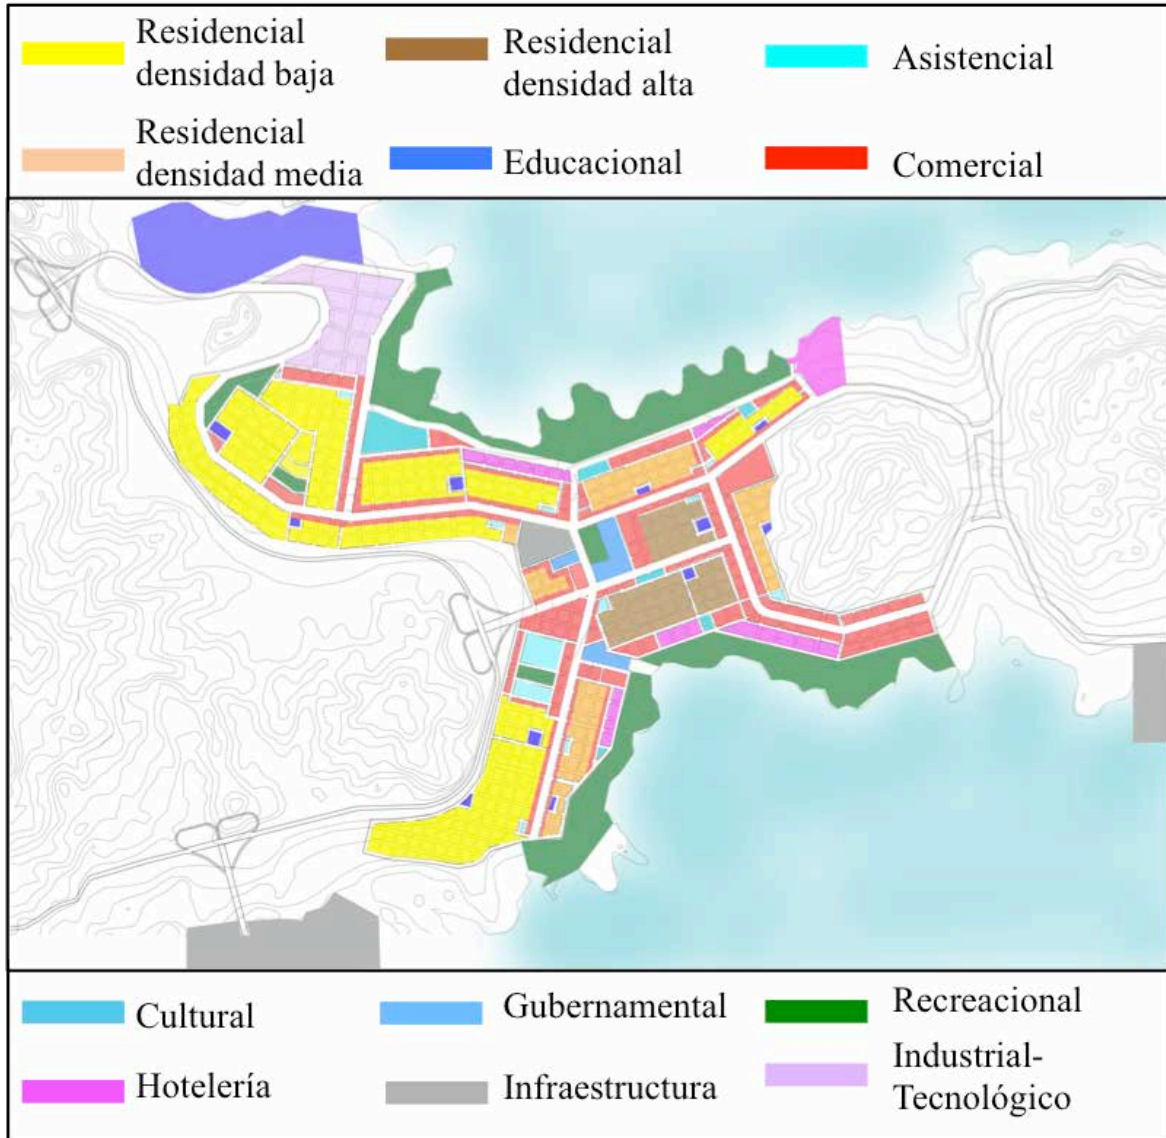 Residencial
densidad baja
Residencial
densidad alta
Asistencial
Residencial
densidad media
Educacional
Comercial
Cultural
Gubernamental
Recreacional
Hotelería
Infraestructura
Industrial-
Tecnológico